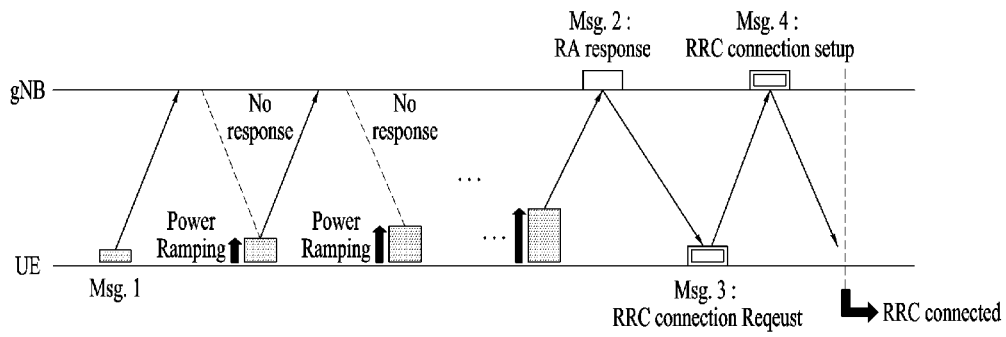 Msg. 2 :
RA response
Msg. 4 :
RRC connection setup
gNB
No
response
No
response
...
Power
Ramping
Power
Ramping
...
UE
Msg. 1
Msg. 3 :
RRC connection Reqeust
RRC connected